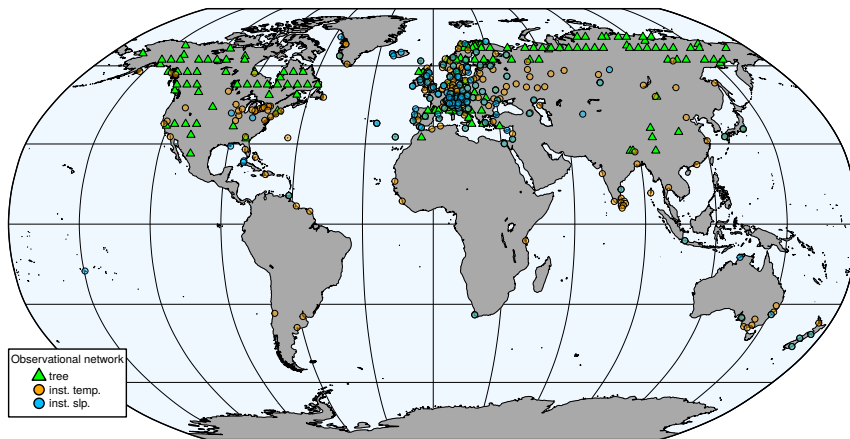 Observational network
tree
inst. temp.
inst. slp.